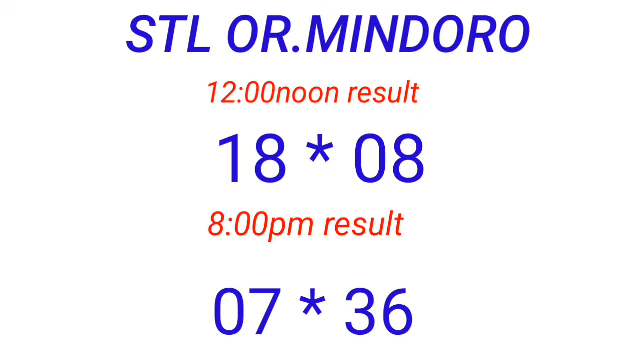 STL OR.MINDORO
12:00noon result
18 * 08
8:00pm result
07 * 36